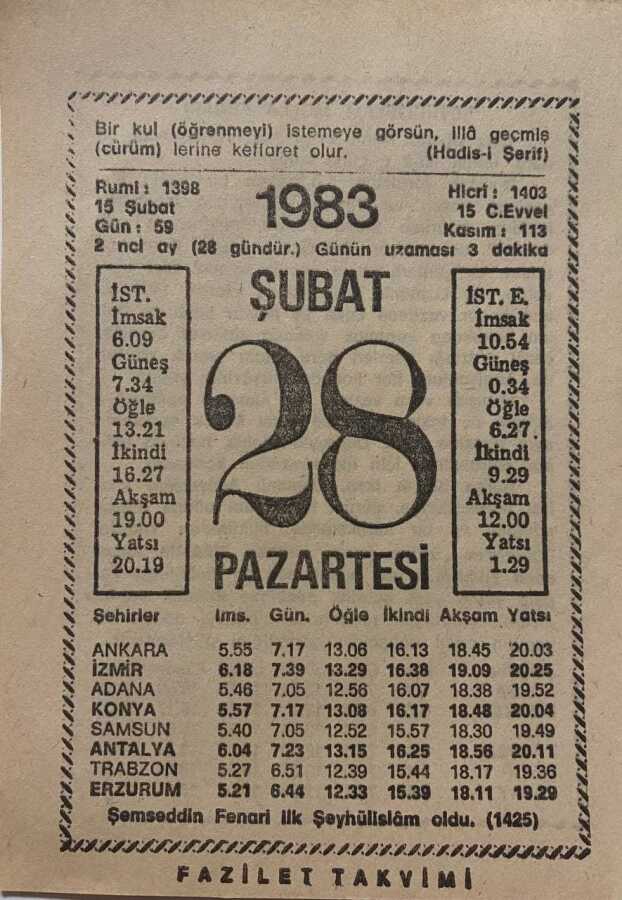 Bir kul (öğrenmeyi) istemeye görsün, illâ geçmiş
(cürüm) lerine keffaret olur. (Hadis-i Şerif)
Rumi: 1398 1983 Hicri: 1403
15 Şubat 15 C.Evvel
Gün: 59 Kasım: 113
2 nci ay (28 gündür.) Günün uzaması 3 dakika
ŞUBAT
28
PAZARTESİ
İST.
İmsak
6.09
Güneş
7.34
Öğle
13.21
İkindi
16.27
Akşam
19.00
Yatsı
20.19
İST. E.
İmsak
10.54
Güneş
0.34
Öğle
6.27
İkindi
9.29
Akşam
12.00
Yatsı
1.29
Şehirler İms. Gün. Öğle İkindi Akşam Yatsı
ANKARA 5.55 7.17 13.06 16.13 18.45 20.03
İZMİR 6.18 7.39 13.29 16.38 19.09 20.25
ADANA 5.46 7.05 12.56 16.07 18.38 19.52
KONYA 5.57 7.17 13.08 16.17 18.48 20.04
SAMSUN 5.40 7.05 12.52 15.57 18.30 19.49
ANTALYA 6.04 7.23 13.15 16.25 18.56 20.11
TRABZON 5.27 6.51 12.39 15.44 18.17 19.36
ERZURUM 5.21 6.44 12.33 15.39 18.11 19.29
Şemseddin Fenari ilk Şeyhülislâm oldu. (1425)
FAZİLET TAKVİMİ